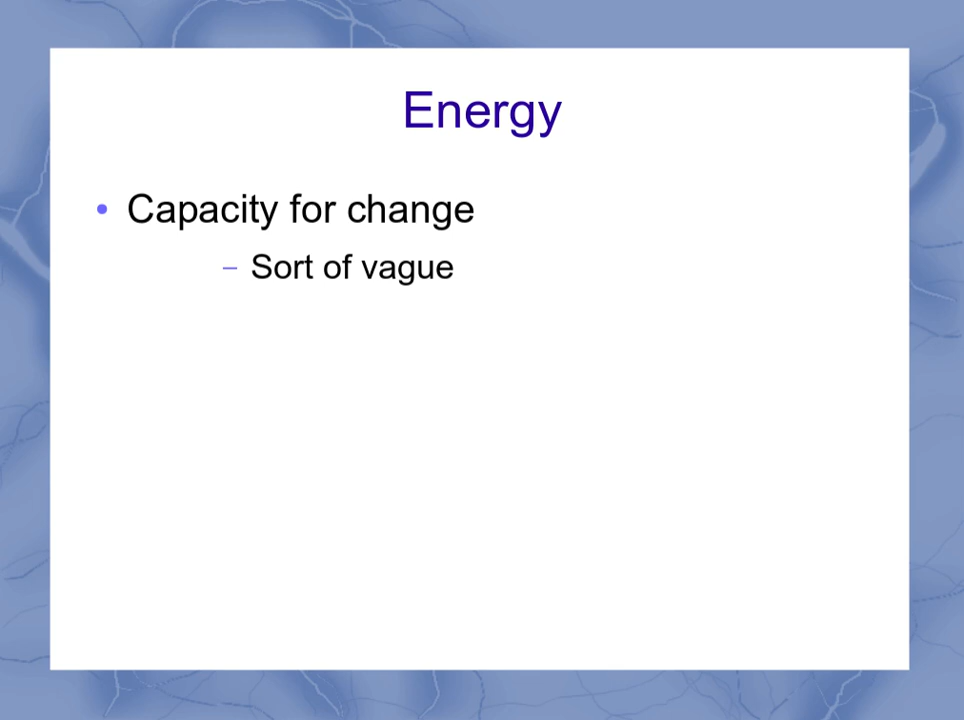 Energy
• Capacity for change
– Sort of vague